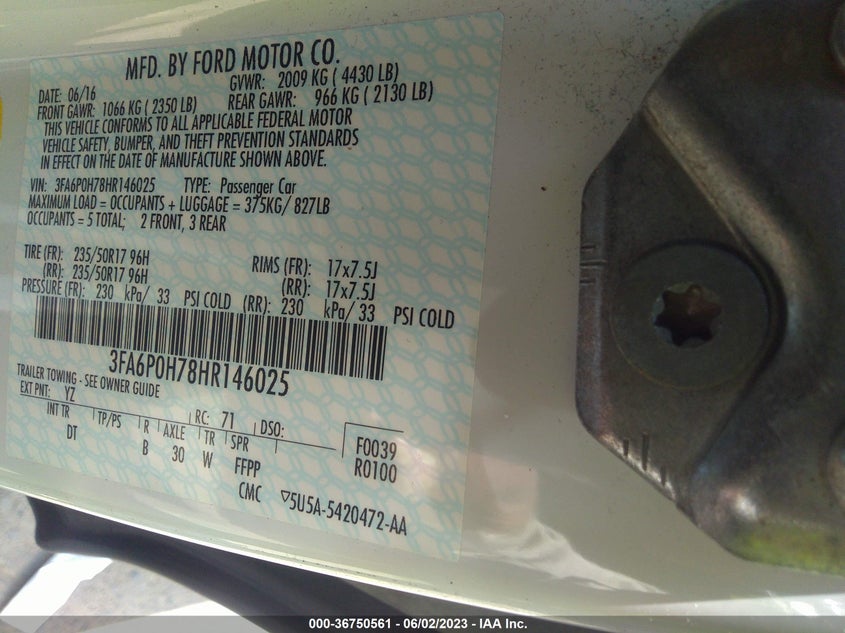 MFD. BY FORD MOTOR CO.
DATE: 06/16 GVWR: 2009 KG ( 4430 LB)
FRONT GAWR: 1066 KG ( 2350 LB) REAR GAWR: 966 KG ( 2130 LB)
THIS VEHICLE CONFORMS TO ALL APPLICABLE FEDERAL MOTOR
VEHICLE SAFETY, BUMPER, AND THEFT PREVENTION STANDARDS
IN EFFECT ON THE DATE OF MANUFACTURE SHOWN ABOVE.
VIN: 3FA6P0H78HR146025 TYPE: Passenger Car
MAXIMUM LOAD = OCCUPANTS + LUGGAGE = 375KG/ 827LB
OCCUPANTS = 5 TOTAL; 2 FRONT, 3 REAR
TIRE (FR): 235/50R17 96H RIMS (FR): 17x7.5J
(RR): 235/50R17 96H (RR): 17x7.5J
PRESSURE (FR): 230 kPa/ 33 PSI COLD (RR): 230 kPa/ 33 PSI COLD
3FA6P0H78HR146025
TRAILER TOWING - SEE OWNER GUIDE
EXT PNT: YZ RC: 71 DSO:
INT TR TP/PS R AXLE TR SPR
DT B 30 W FFPP
F0039
R0100
CMC 5U5A-5420472-AA
000-36750561 - 06/02/2023 - IAA Inc.